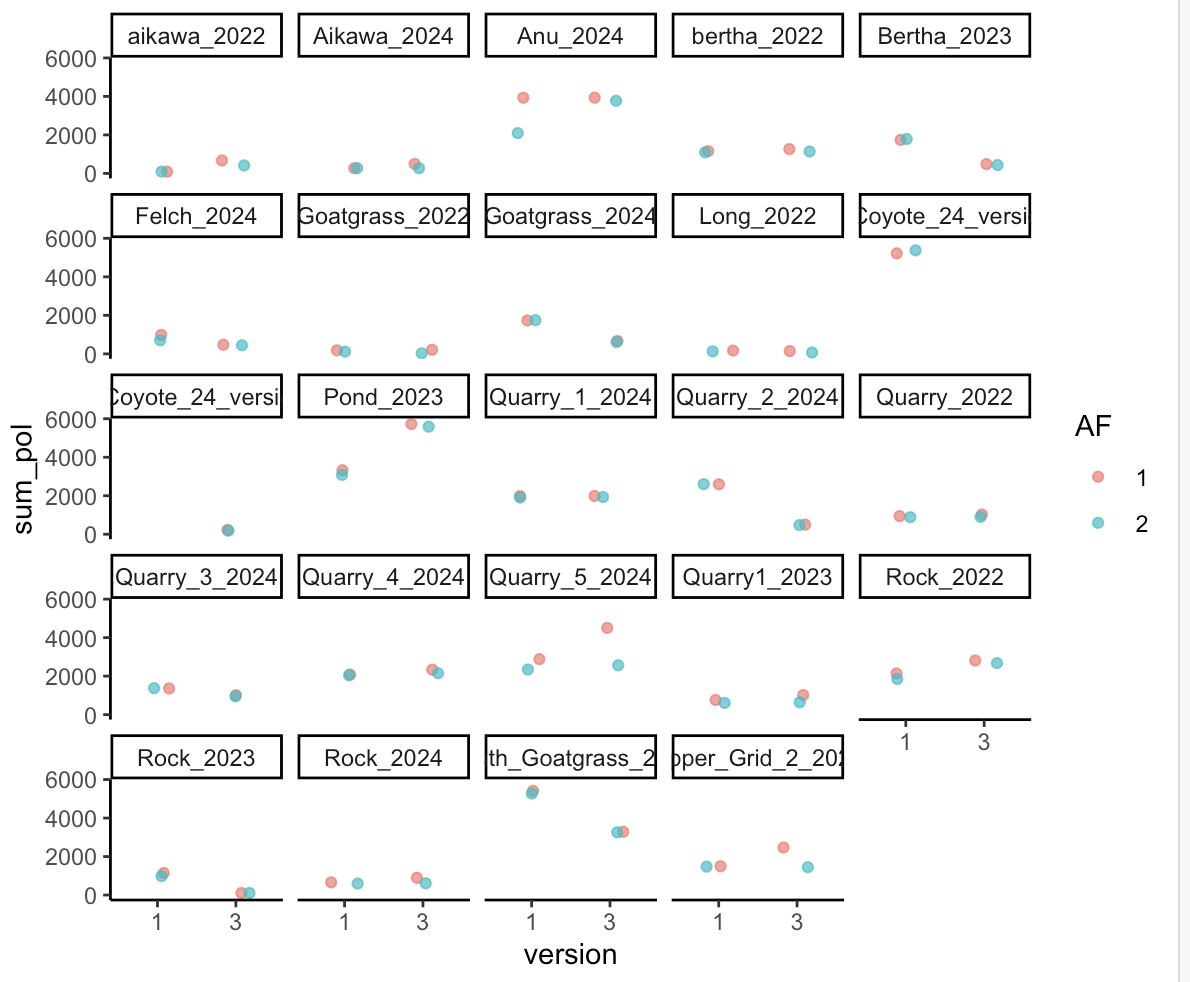 aikawa_2022 Aikawa_2024 Anu_2024 bertha_2022 Bertha_2023
6000
4000
2000
0
Felch_2024 Goatgrass_2022 Goatgrass_2024 Long_2022 Coyote_24_versi
6000
4000
2000
0
Coyote_24_versi Pond_2023 Quarry_1_2024 Quarry_2_2024 Quarry_2022
6000
4000
2000
0
Quarry_3_2024 Quarry_4_2024 Quarry_5_2024 Quarry1_2023 Rock_2022
6000
4000
2000
0
1 3
Rock_2023 Rock_2024 th_Goatgrass_2 pper_Grid_2_202
6000
4000
2000
0
1 3 1 3 1 3 1 3
version
sum_pol
AF
1
2